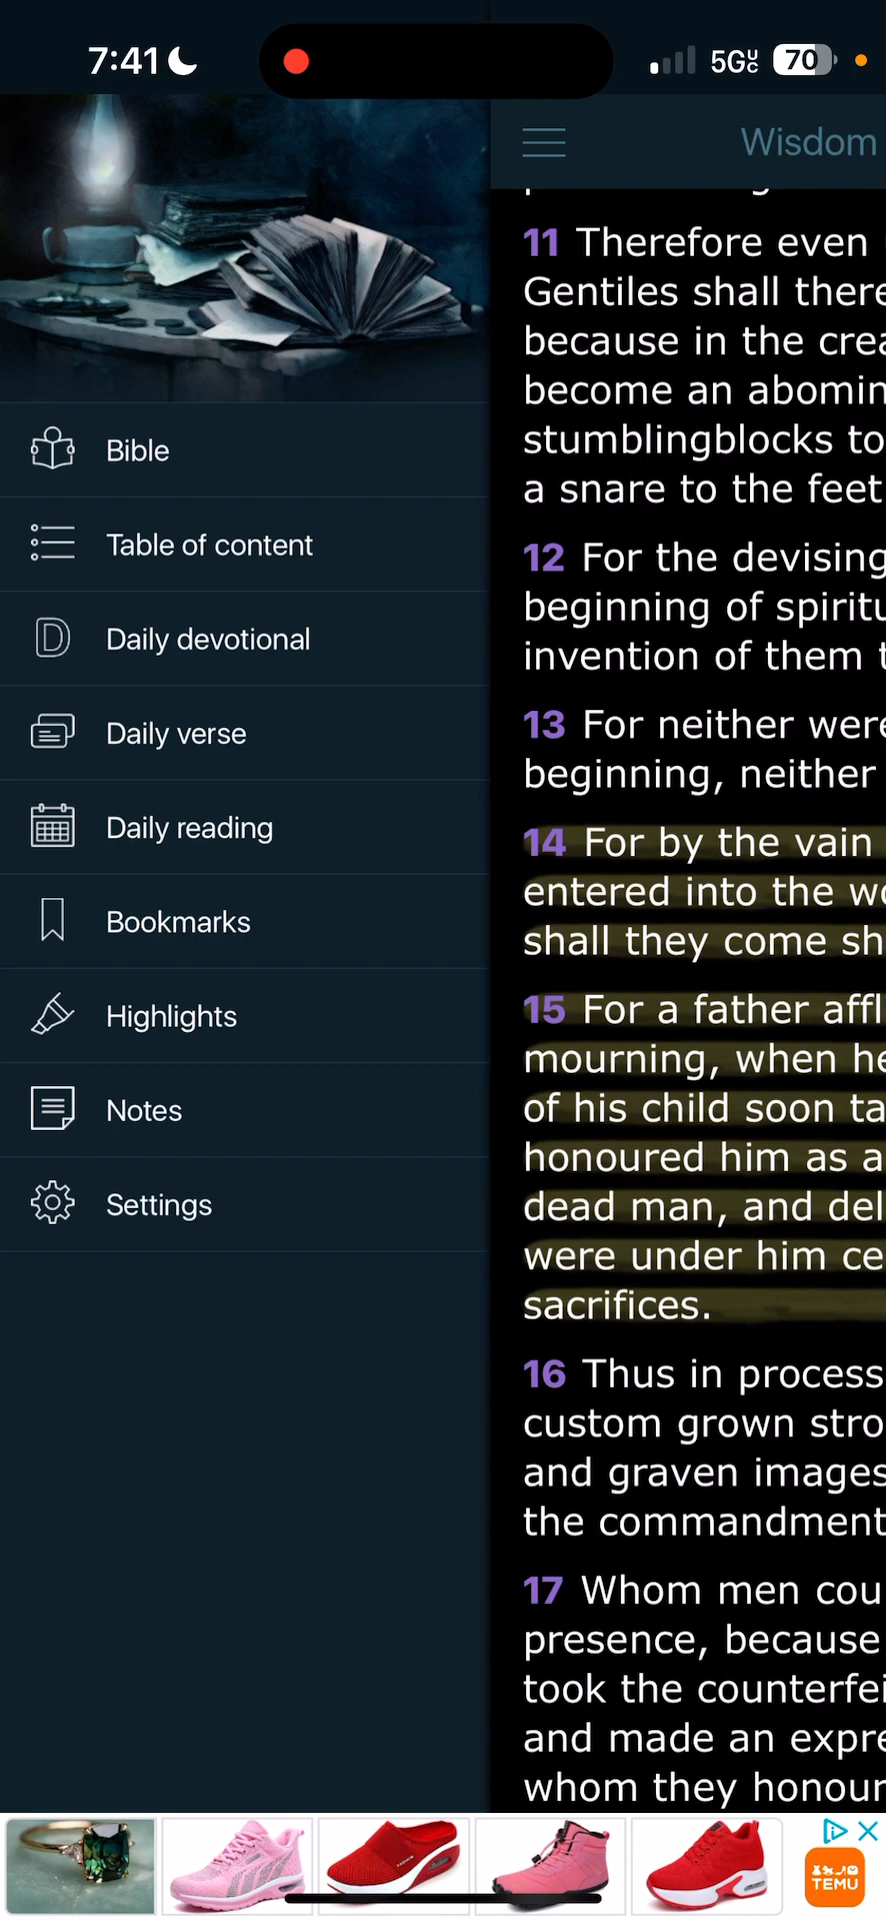 7:41
5G UC 70
Wisdom
Bible
Table of content
Daily devotional
Daily verse
Daily reading
Bookmarks
Highlights
Notes
Settings
11 Therefore even
Gentiles shall there
because in the crea
become an abomin
stumblingblocks to
a snare to the feet
12 For the devising
beginning of spiritu
invention of them t
13 For neither were
beginning, neither
14 For by the vain
entered into the wo
shall they come sh
15 For a father affl
mourning, when he
of his child soon ta
honoured him as a
dead man, and del
were under him ce
sacrifices.
16 Thus in process
custom grown stro
and graven images
the commandment
17 Whom men cou
presence, because
took the counterfei
and made an expre
whom they honour
TEMU